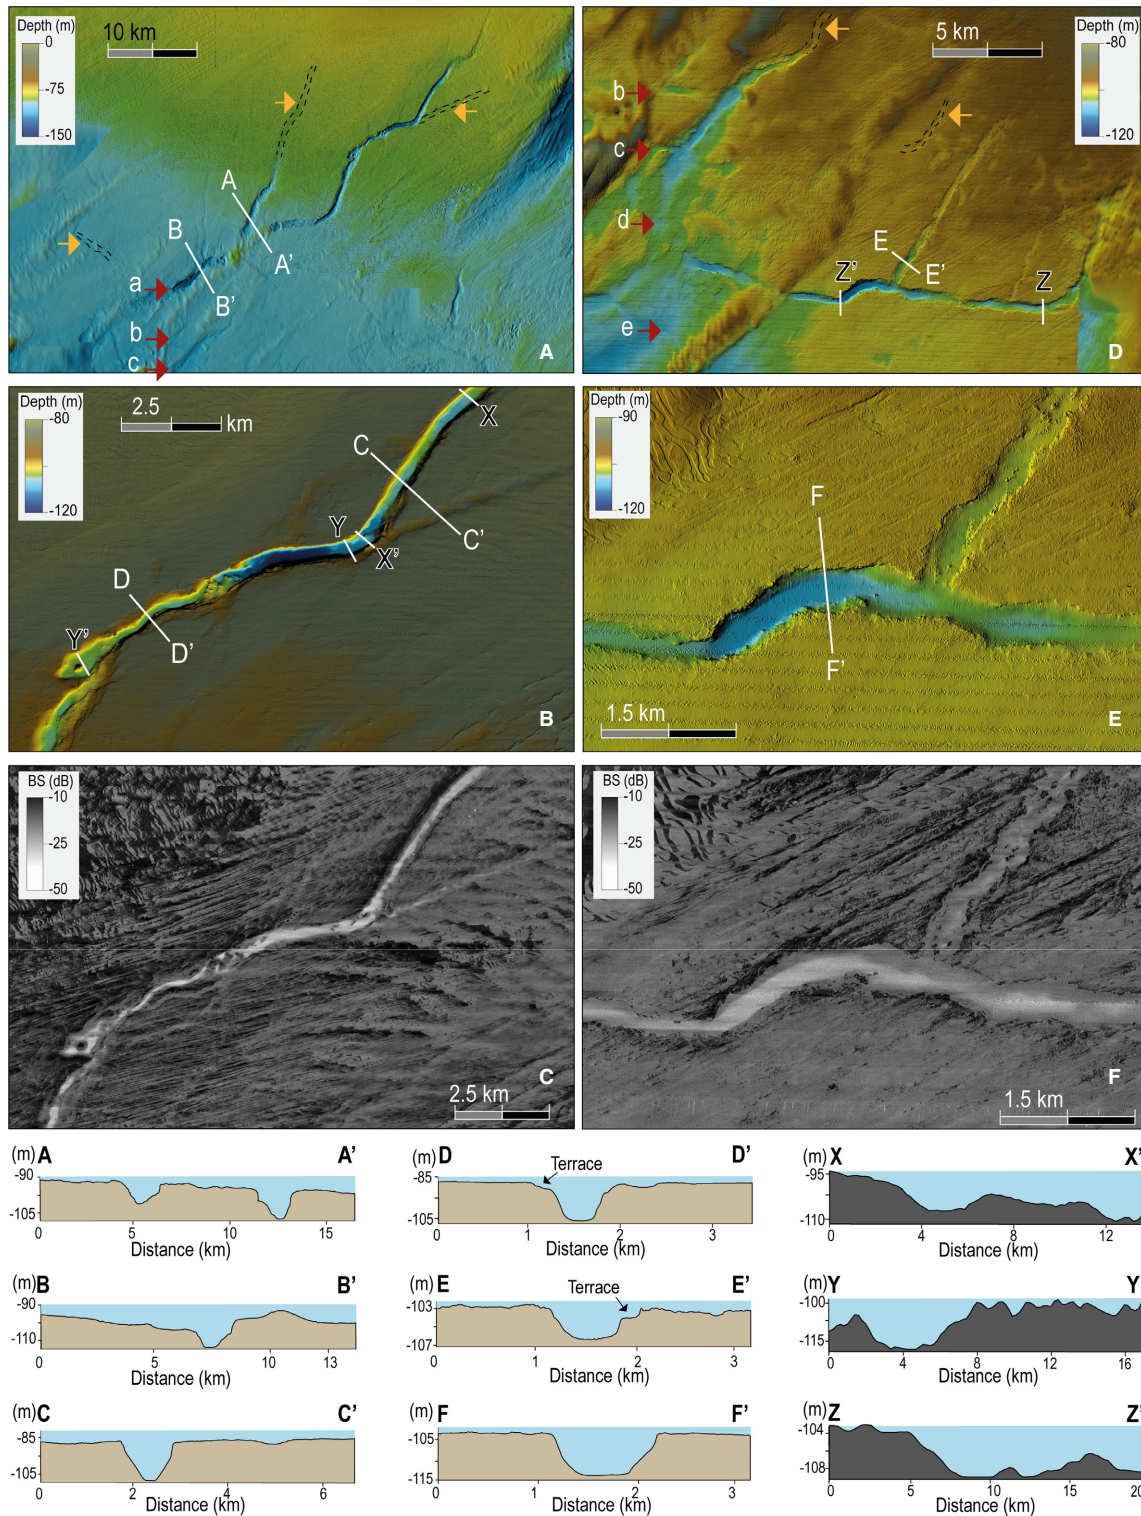 Depth (m)
0
-75
-150
10 km
A
A'
B
B'
a
b
c
A
Depth (m)
-80
-120
5 km
b
c
d
e
E
E'
Z'
Z
D
Depth (m)
-80
-120
2.5
km
X
C
C'
Y
X'
D
D'
Y'
B
Depth (m)
-90
-120
F
F'
1.5 km
E
BS (dB)
-10
-25
-50
2.5 km
C
BS (dB)
-10
-25
-50
1.5 km
F
(m) A A'
-90
-105
5 10 15
Distance (km)
(m) D D'
Terrace
-85
-105
0 1 2 3
Distance (km)
X X'
-95
-110
0 4 8 12
Distance (km)
(m) B B'
-90
-110
0 5 10 13
Distance (km)
(m) E E'
Terrace
-103
-107
0 1 2 3
Distance (km)
(m) Y Y'
-100
-115
0 4 8 12 16
Distance (km)
(m) C C'
-85
-105
0 2 4 6
Distance (km)
(m) F F'
-105
-115
0 1 2 3
Distance (km)
(m) Z Z'
-104
-108
0 5 10 15 20
Distance (km)